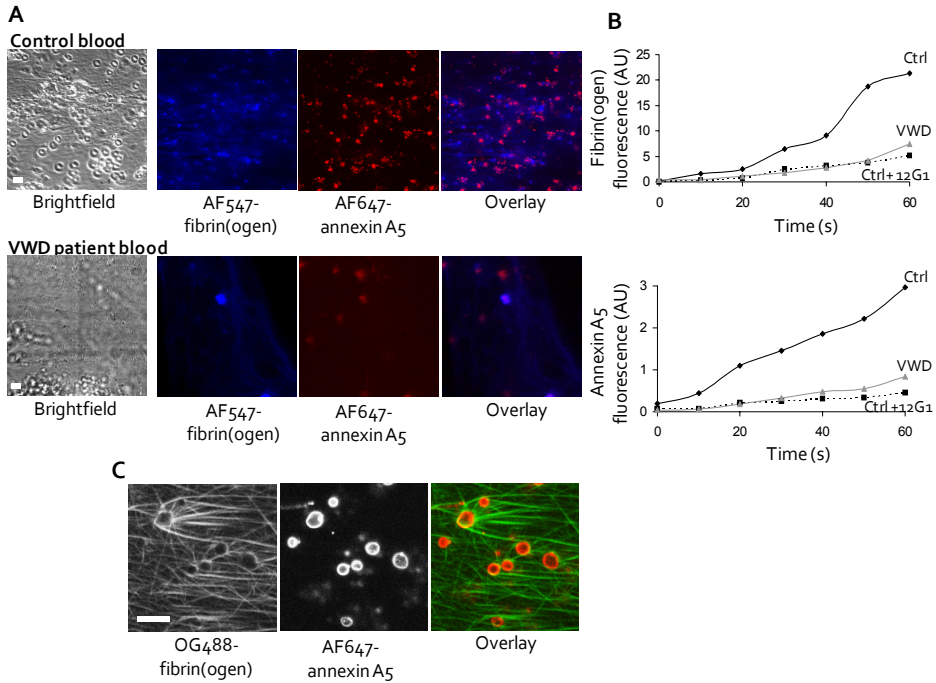 A
Control blood
Brightfield
AF547-
fibrin(ogen)
AF647-
annexin A5
Overlay
VWD patient blood
Brightfield
AF547-
fibrin(ogen)
AF647-
annexin A5
Overlay
B
Fibrin(ogen)
fluorescence (AU)
25
20
15
10
5
0
0
20
40
60
Time (s)
Ctrl
VWD
Ctrl+12G1
Annexin A5
fluorescence (AU)
3
2
1
0
0
20
40
60
Time (s)
Ctrl
VWD
Ctrl +12G1
C
OG488-
fibrin(ogen)
AF647-
annexin A5
Overlay